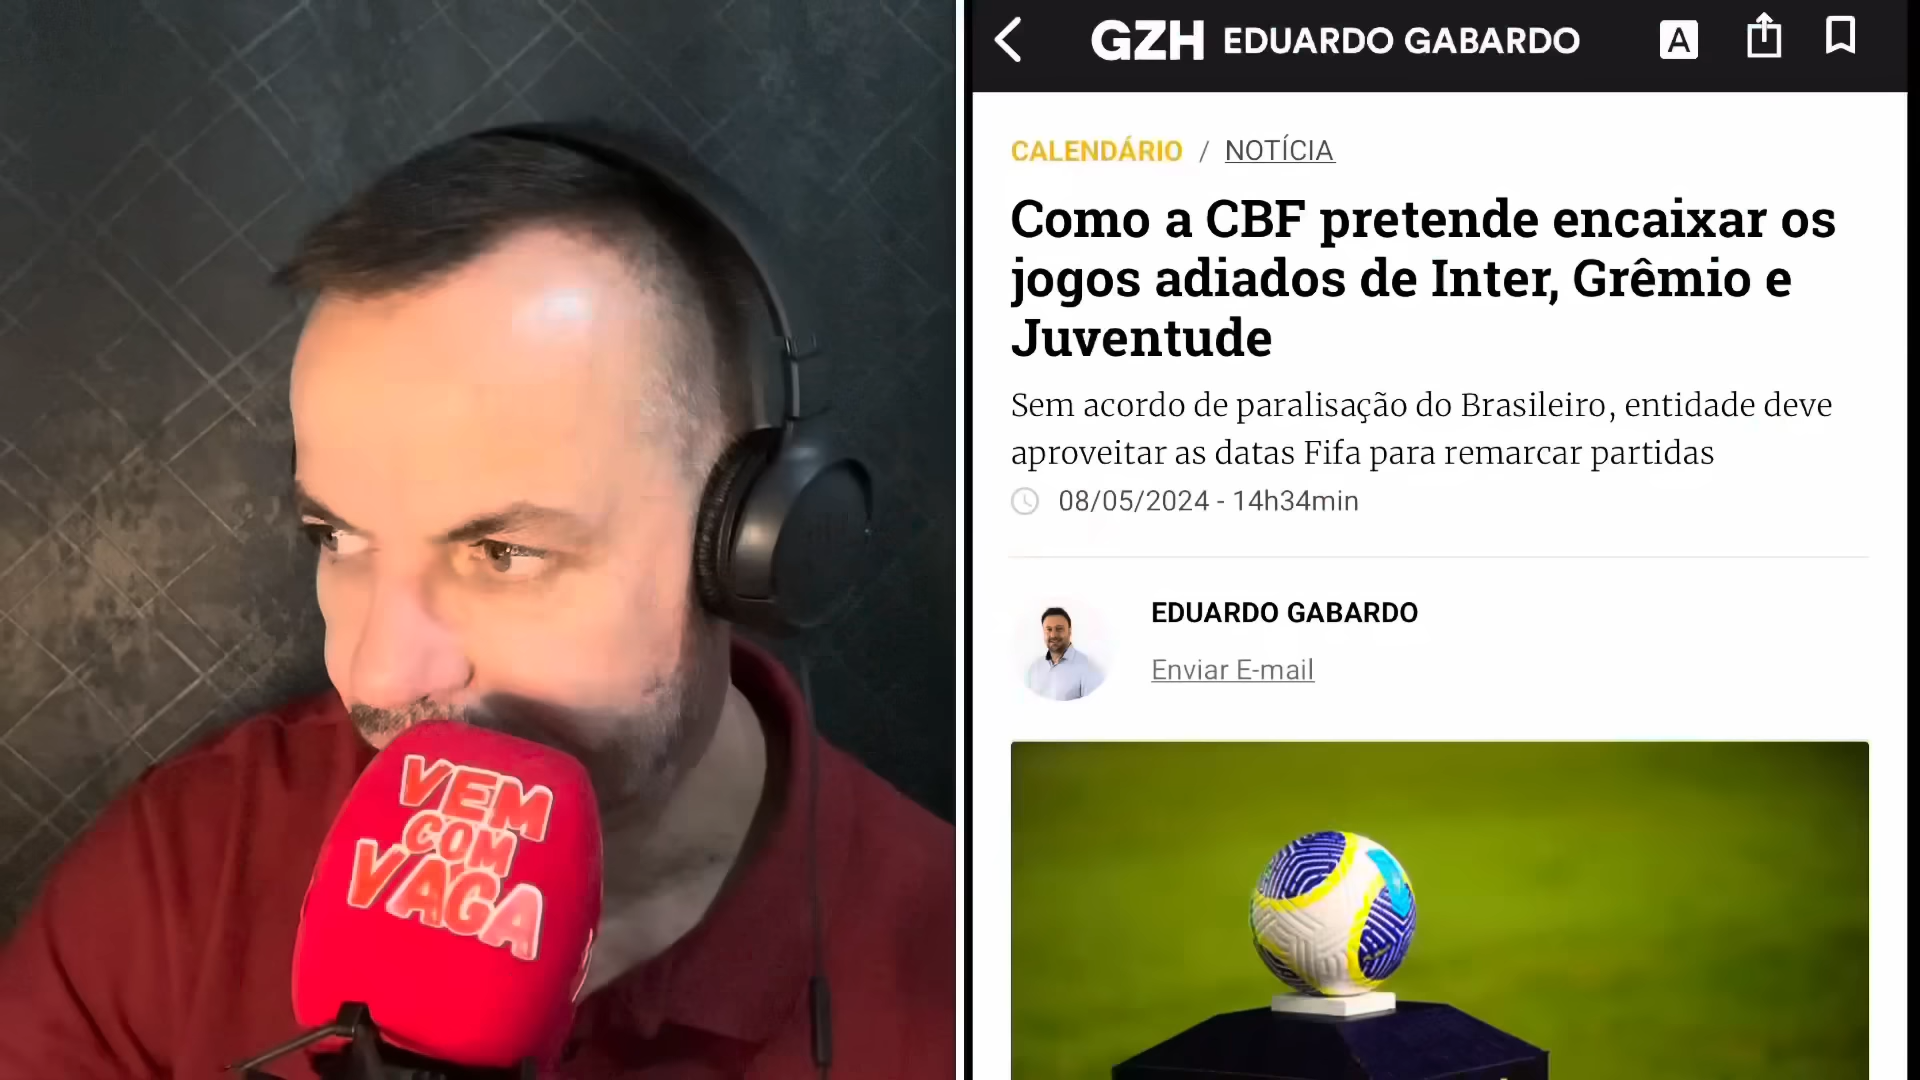 VEM
COM
VAGA
GZH EDUARDO GABARDO A
CALENDÁRIO / NOTÍCIA
Como a CBF pretende encaixar os
jogos adiados de Inter, Grêmio e
Juventude
Sem acordo de paralisação do Brasileiro, entidade deve
aproveitar as datas Fifa para remarcar partidas
08/05/2024 - 14h34min
EDUARDO GABARDO
Enviar E-mail